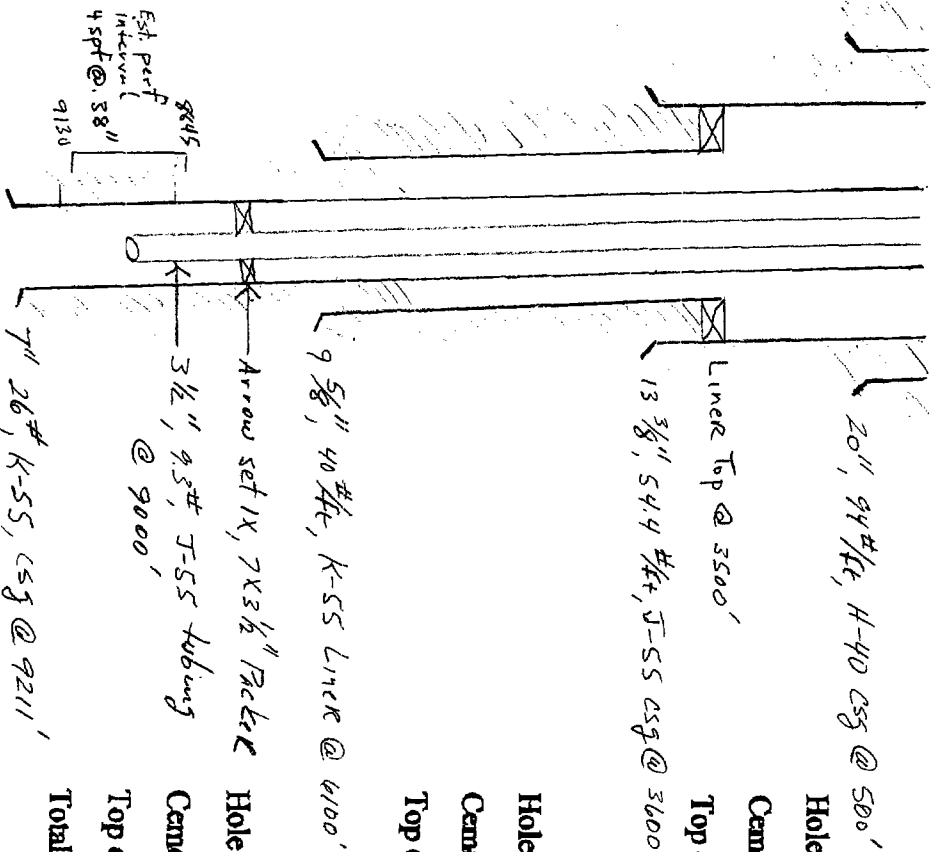 20", 94#/ft, H-40 csg @ 500'
Hole
Cem
Top
Liner Top @ 3500'
13 3/8", 54.4 #/ft, J-55 csg @ 3600
Hole
Cem
Top
9 5/8", 40 #/ft, K-55 Liner @ 6100'
Arrow set 1X, 7X3½" Packer
3½", 9.3# J-55 tubing
@ 9000'
Hole
Ceme
Top
Total
7" 26# K-55, csg @ 9211'
Est. perf
interval
4 spf @ .38"
9130